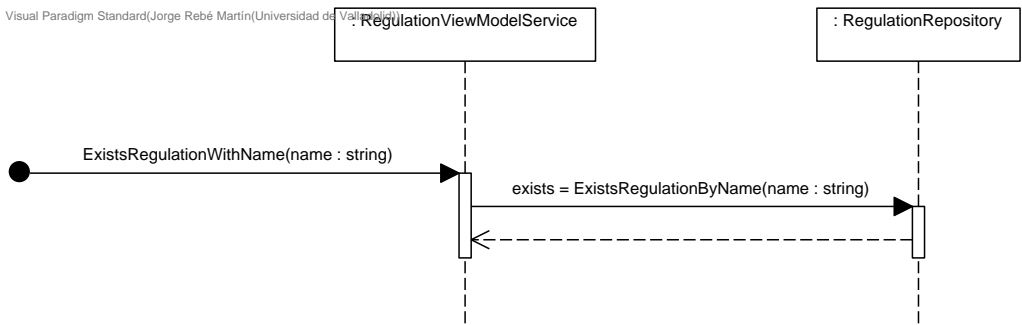 Visual Paradigm Standard(Jorge Rebé Martín(Universidad de Valladolid))
: RegulationViewModelService
: RegulationRepository
ExistsRegulationWithName(name : string)
exists = ExistsRegulationByName(name : string)